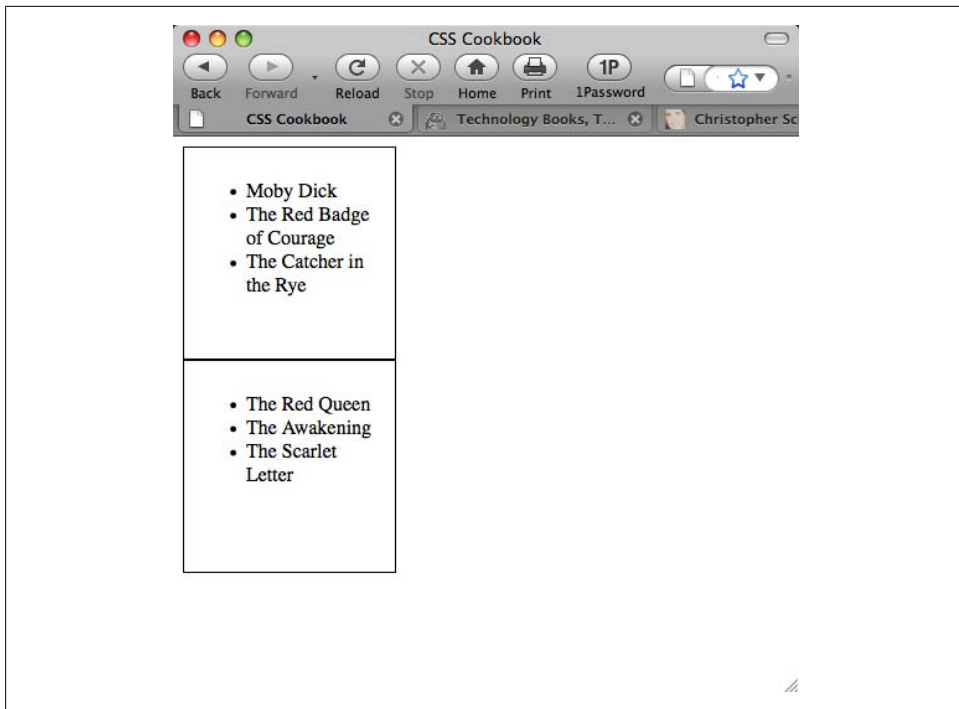 CSS Cookbook
1P
Back Forward Reload Stop Home Print 1Password
CSS Cookbook Technology Books, T... Christopher Sc
• Moby Dick
• The Red Badge
of Courage
• The Catcher in
the Rye
• The Red Queen
• The Awakening
• The Scarlet
Letter